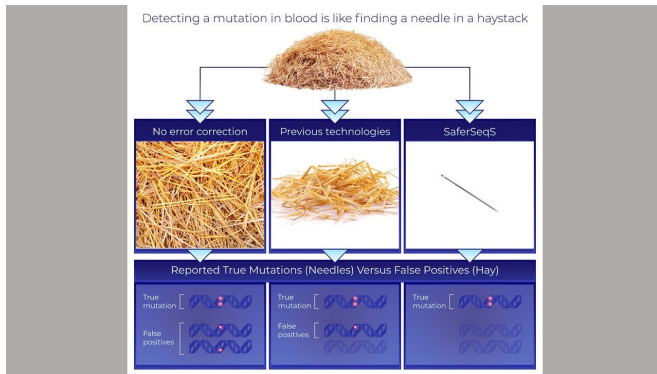 Detecting a mutation in blood is like finding a needle in a haystack
No error correction
Previous technologies
SaferSeqS
Reported True Mutations (Needles) Versus False Positives (Hay)
True
mutation
False
positives
True
mutation
False
positives
True
mutation